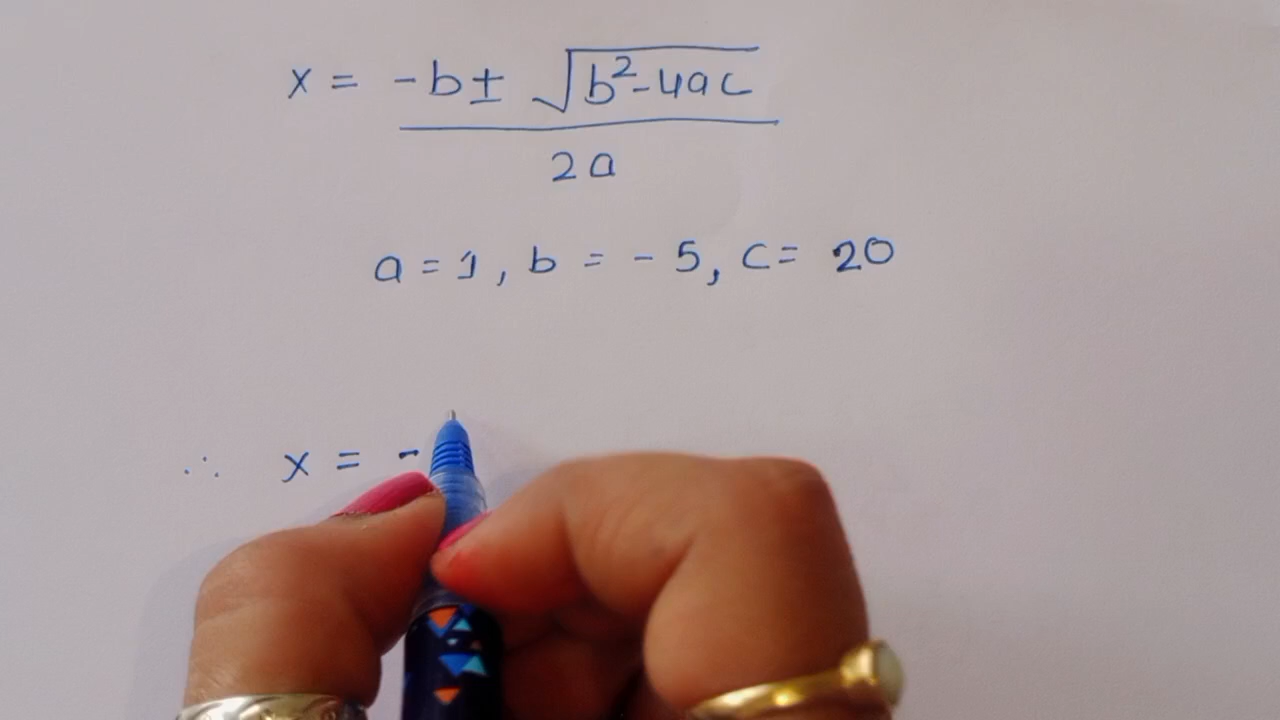 x = -b ± √b²-4ac
2a
a = 1, b = - 5, c = 20
∴ x = -